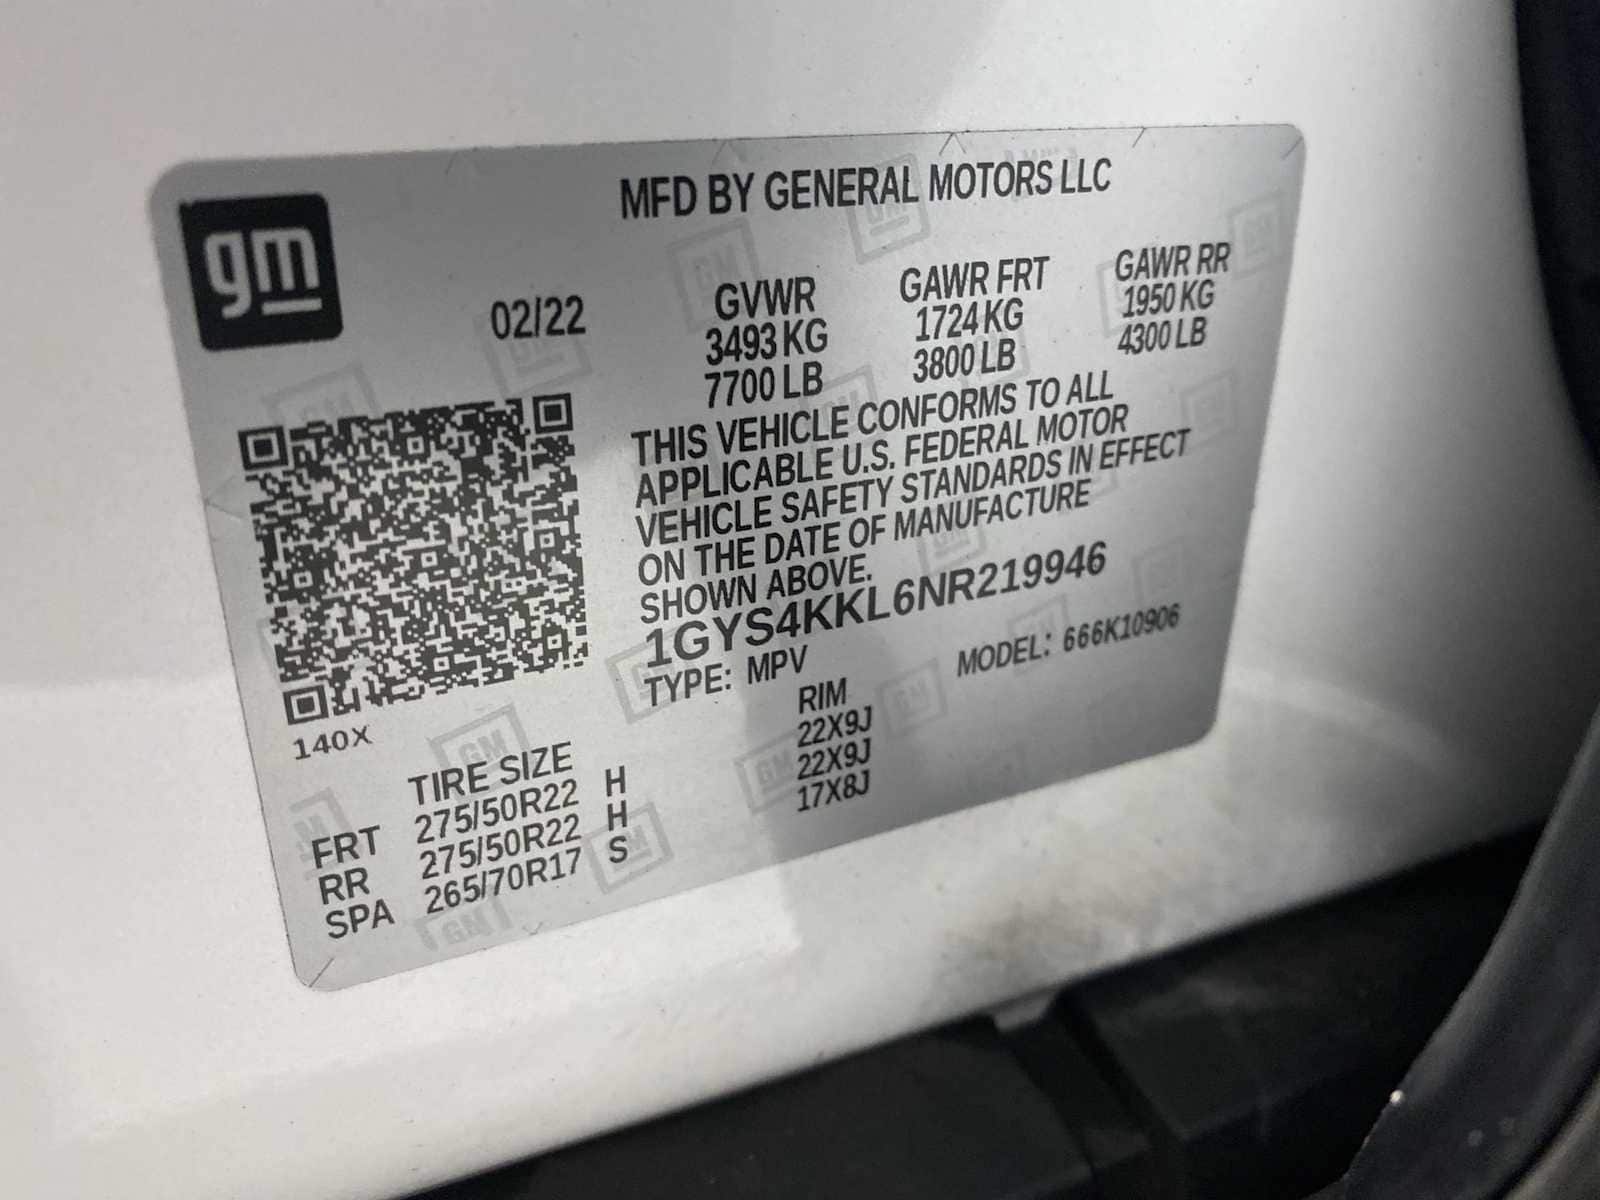 gm
MFD BY GENERAL MOTORS LLC
02/22
GVWR
3493 KG
7700 LB
GAWR FRT
1724 KG
3800 LB
GAWR RR
1950 KG
4300 LB
THIS VEHICLE CONFORMS TO ALL
APPLICABLE U.S. FEDERAL MOTOR
VEHICLE SAFETY STANDARDS IN EFFECT
ON THE DATE OF MANUFACTURE
SHOWN ABOVE.
1GYS4KKL6NR219946
TYPE: MPV
MODEL: 666K10906
140X
TIRE SIZE
RIM
FRT 275/50R22 H 22X9J
RR 275/50R22 H 22X9J
SPA 265/70R17 S 17X8J